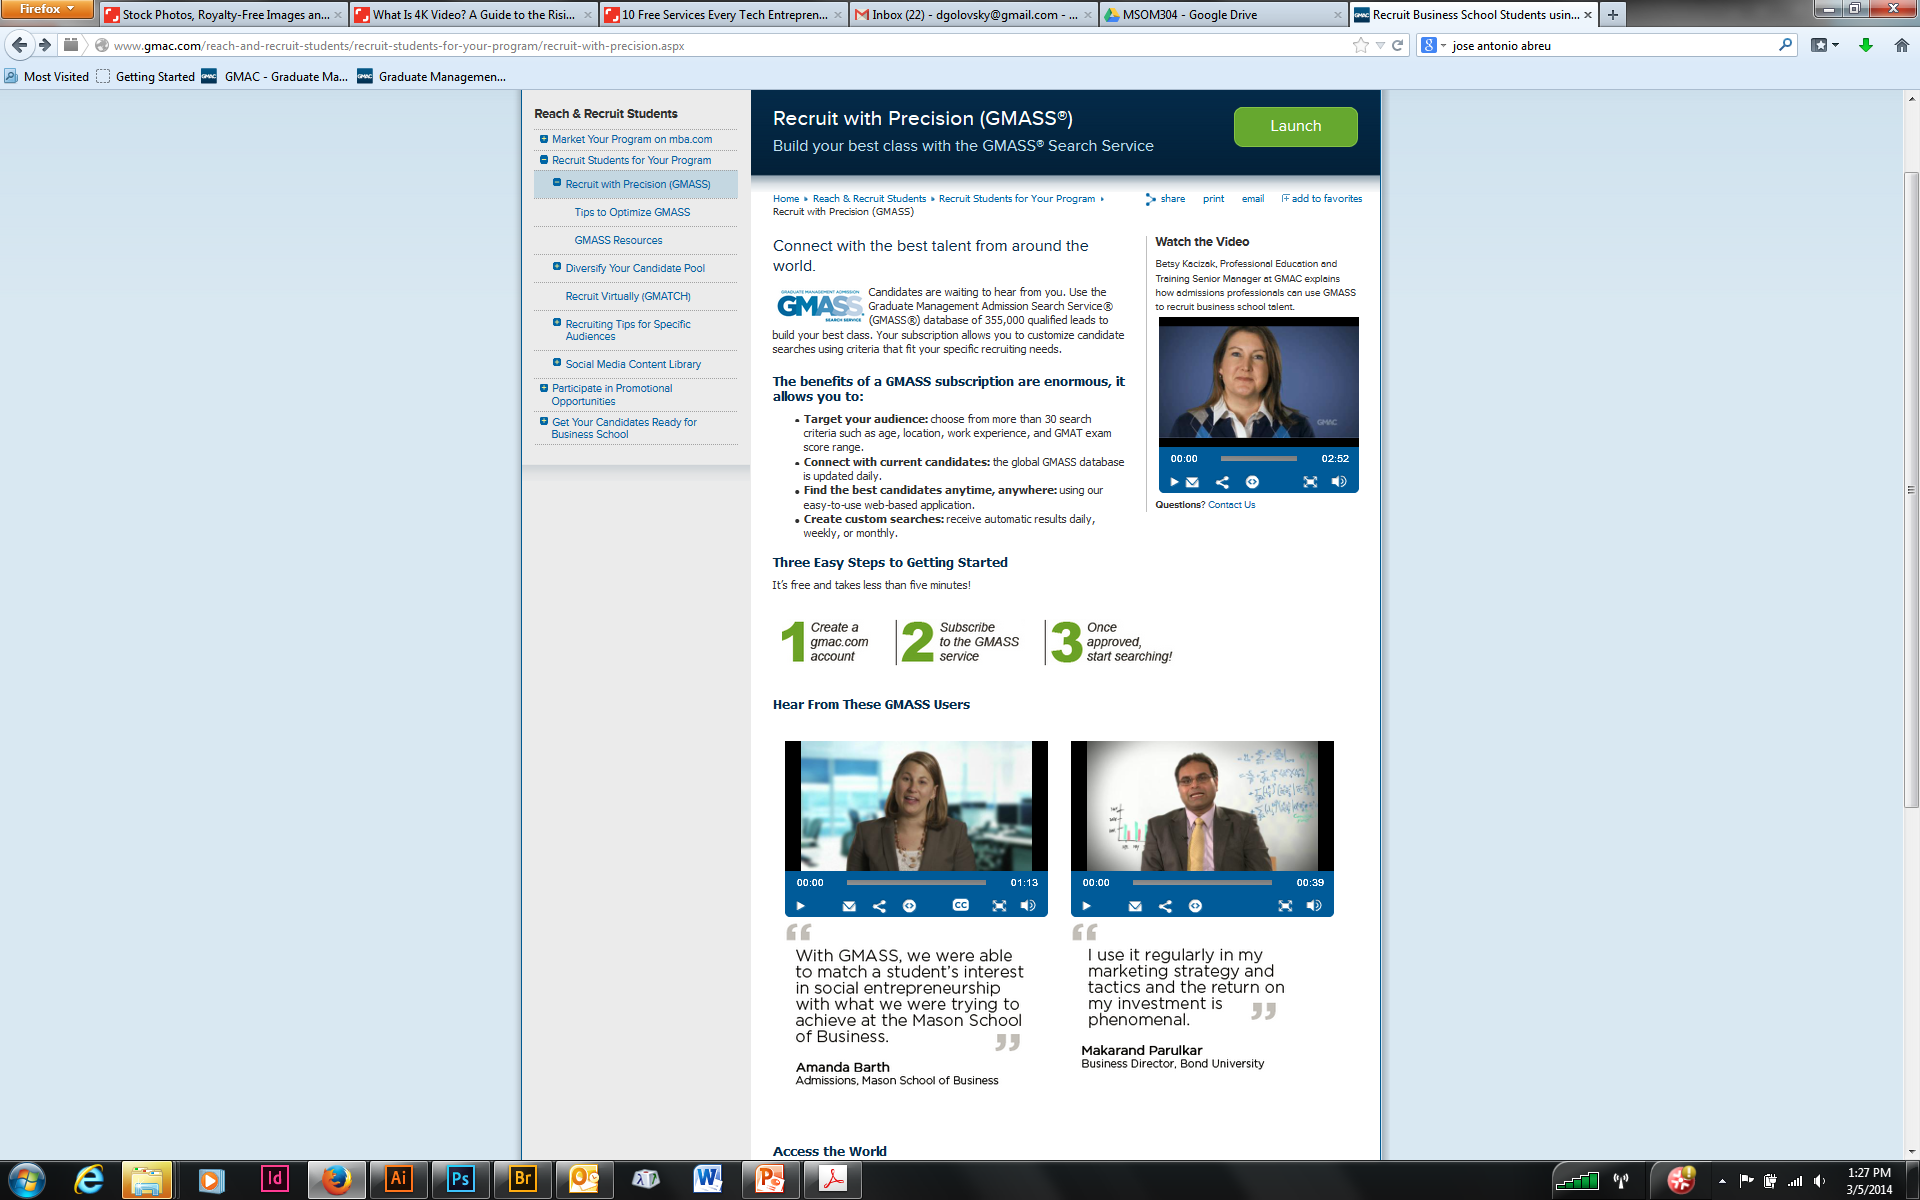 Firefox
Stock Photos, Royalty-Free Images an...
What Is 4K Video? A Guide to the Risi...
10 Free Services Every Tech Entrepren...
Inbox (22) - dgolovsky@gmail.com - ...
MSOM304 - Google Drive
Recruit Business School Students usin...
www.gmac.com/reach-and-recruit-students/recruit-students-for-your-program/recruit-with-precision.aspx
jose antonio abreu
Most Visited
Getting Started
GMAC - Graduate Ma...
Graduate Managemen...
Reach & Recruit Students
Market Your Program on mba.com
Recruit Students for Your Program
Recruit with Precision (GMASS)
Tips to Optimize GMASS
GMASS Resources
Diversify Your Candidate Pool
Recruit Virtually (GMATCH)
Recruiting Tips for Specific
Audiences
Social Media Content Library
Participate in Promotional
Opportunities
Get Your Candidates Ready for
Business School
Recruit with Precision (GMASS®)
Build your best class with the GMASS® Search Service
Launch
Home ▸ Reach & Recruit Students ▸ Recruit Students for Your Program ▸
Recruit with Precision (GMASS)
share print email add to favorites
Connect with the best talent from around the
world.
GRADUATE MANAGEMENT ADMISSION
GMASS
SEARCH SERVICE
Candidates are waiting to hear from you. Use the
Graduate Management Admission Search Service®
(GMASS®) database of 355,000 qualified leads to
build your best class. Your subscription allows you to customize candidate
searches using criteria that fit your specific recruiting needs.
The benefits of a GMASS subscription are enormous, it
allows you to:
• Target your audience: choose from more than 30 search
criteria such as age, location, work experience, and GMAT exam
score range.
• Connect with current candidates: the global GMASS database
is updated daily.
• Find the best candidates anytime, anywhere: using our
easy-to-use web-based application.
• Create custom searches: receive automatic results daily,
weekly, or monthly.
Watch the Video
Betsy Kacizak, Professional Education and
Training Senior Manager at GMAC explains
how admissions professionals can use GMASS
to recruit business school talent.
GMAC
00:00 02:52
Questions? Contact Us
Three Easy Steps to Getting Started
It's free and takes less than five minutes!
1 Create a
gmac.com
account
2 Subscribe
to the GMASS
service
3 Once
approved,
start searching!
Hear From These GMASS Users
00:00 01:13
CC
00:00 00:39
“
With GMASS, we were able
to match a student's interest
in social entrepreneurship
with what we were trying to
achieve at the Mason School
of Business. ”
Amanda Barth
Admissions, Mason School of Business
“
I use it regularly in my
marketing strategy and
tactics and the return on
my investment is
phenomenal. ”
Makarand Parulkar
Business Director, Bond University
Access the World
Id
Ai
Ps
Br
1:27 PM
3/5/2014